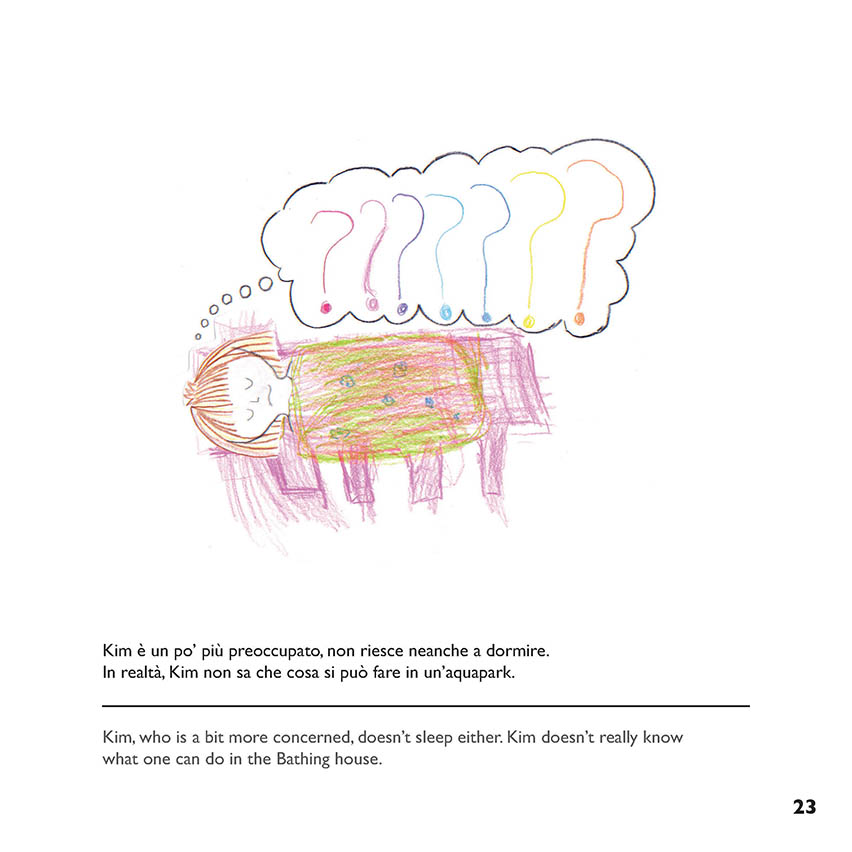 ? ? ? ? ? ? ?
Kim è un po’ più preoccupato, non riesce neanche a dormire.
In realtà, Kim non sa che cosa si può fare in un’aquapark.
Kim, who is a bit more concerned, doesn’t sleep either. Kim doesn’t really know
what one can do in the Bathing house.
23